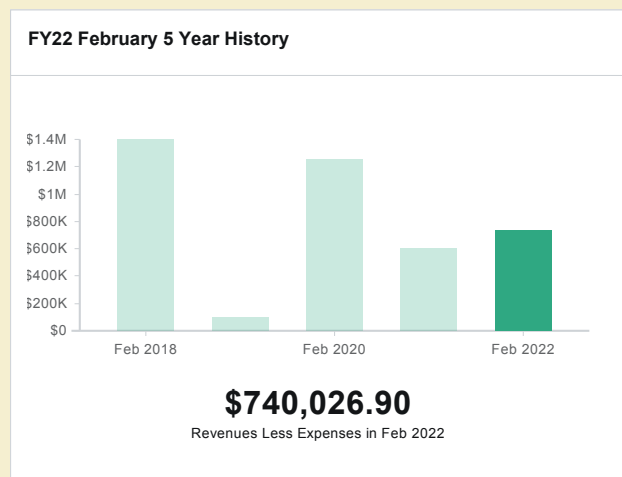 FY22 February 5 Year History
$1.4M
$1.2M
$1M
$800K
$600K
$400K
$200K
$0
Feb 2018
Feb 2020
Feb 2022
$740,026.90
Revenues Less Expenses in Feb 2022